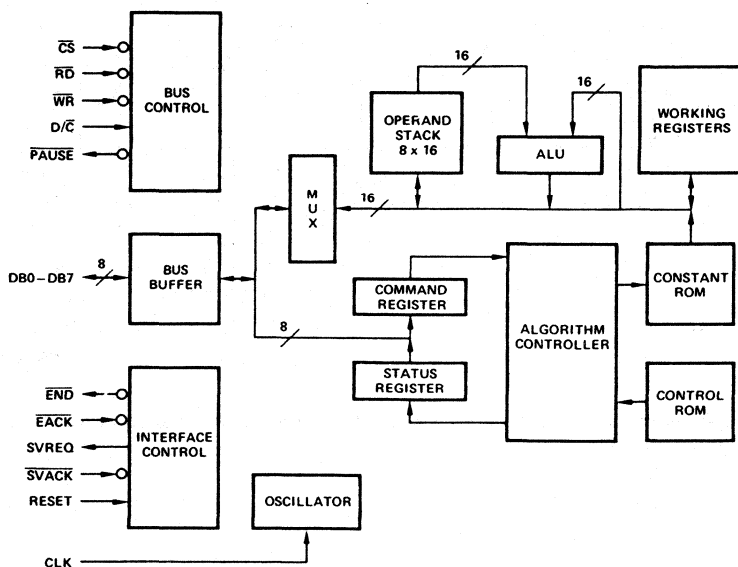 CS
RD
WR
D/C
PAUSE
BUS
CONTROL
16
16
OPERAND
STACK
8 x 16
ALU
WORKING
REGISTERS
MUX
16
DB0–DB7
8
BUS
BUFFER
COMMAND
REGISTER
ALGORITHM
CONTROLLER
CONSTANT
ROM
8
STATUS
REGISTER
CONTROL
ROM
END
EACK
SVREQ
SVACK
RESET
INTERFACE
CONTROL
OSCILLATOR
CLK